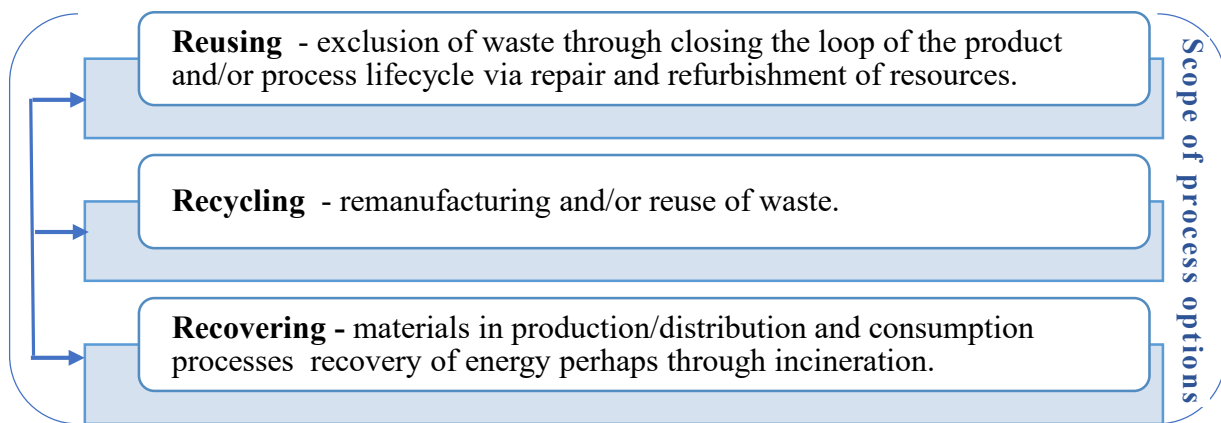 Reusing - exclusion of waste through closing the loop of the product
and/or process lifecycle via repair and refurbishment of resources.
Recycling - remanufacturing and/or reuse of waste.
Recovering - materials in production/distribution and consumption
processes recovery of energy perhaps through incineration.
Scope of process options